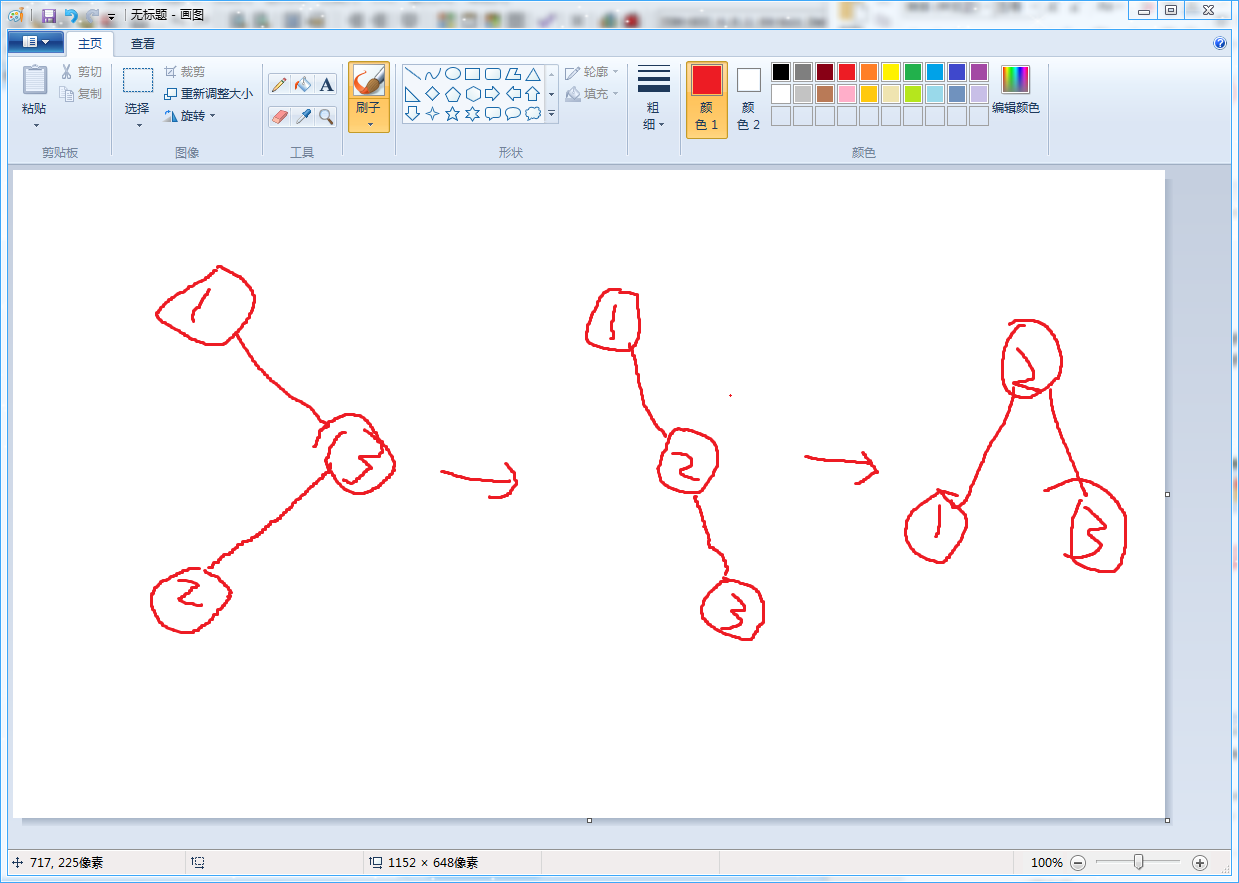 无标题 - 画图
主页 查看
粘贴
剪切
复制
剪贴板
选择
裁剪
重新调整大小
旋转
图像
A
工具
刷子
形状
轮廓
填充
粗
细
颜
色 1
颜
色 2
编辑颜色
颜色
1 1 2
3 2 1 3
2 3
717, 225像素
1152 × 648像素
100%